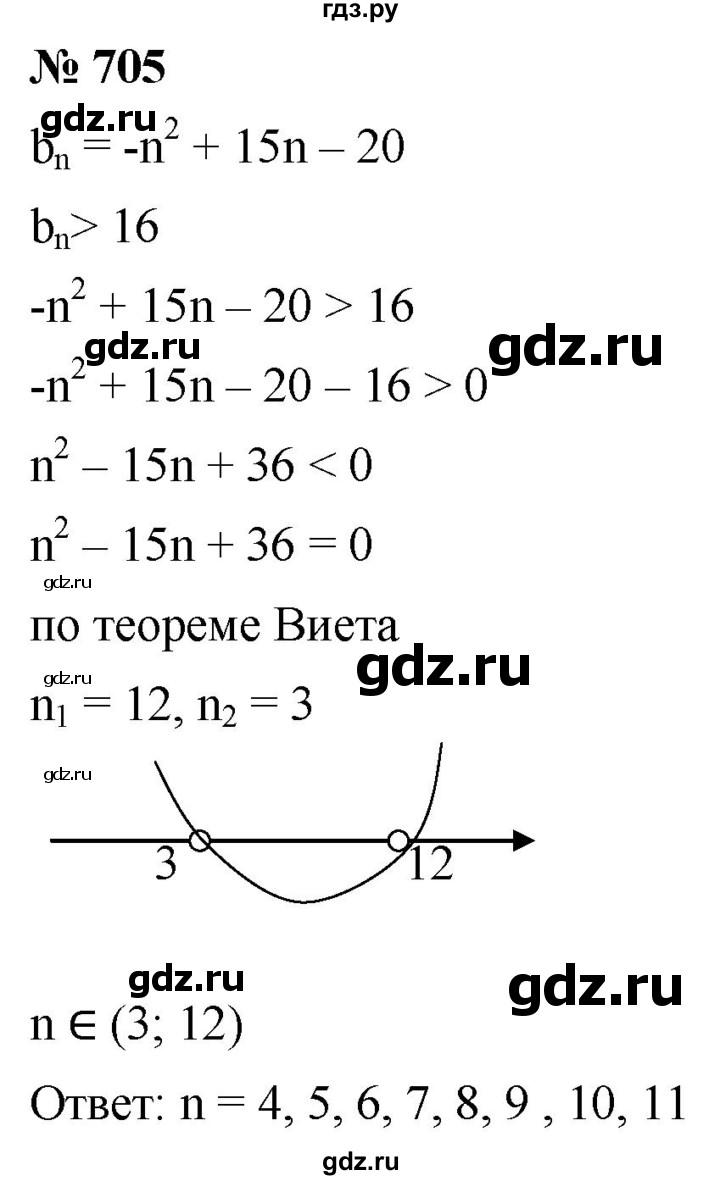 гдз.ру
№ 705
gdz.ru
bₙ = -n² + 15n – 20
bₙ> 16
-n² + 15n – 20 > 16
gdz.ru
gdz.ru
-n² + 15n – 20 – 16 > 0
n² – 15n + 36 < 0
n² – 15n + 36 = 0
gdz.ru
по теореме Виета
gdz.ru
gdz.ru
n₁ = 12, n₂ = 3
gdz.ru
3
12
gdz.ru
gdz.ru
n ∈ (3; 12)
Ответ: n = 4, 5, 6, 7, 8, 9 , 10, 11
gdz.ru